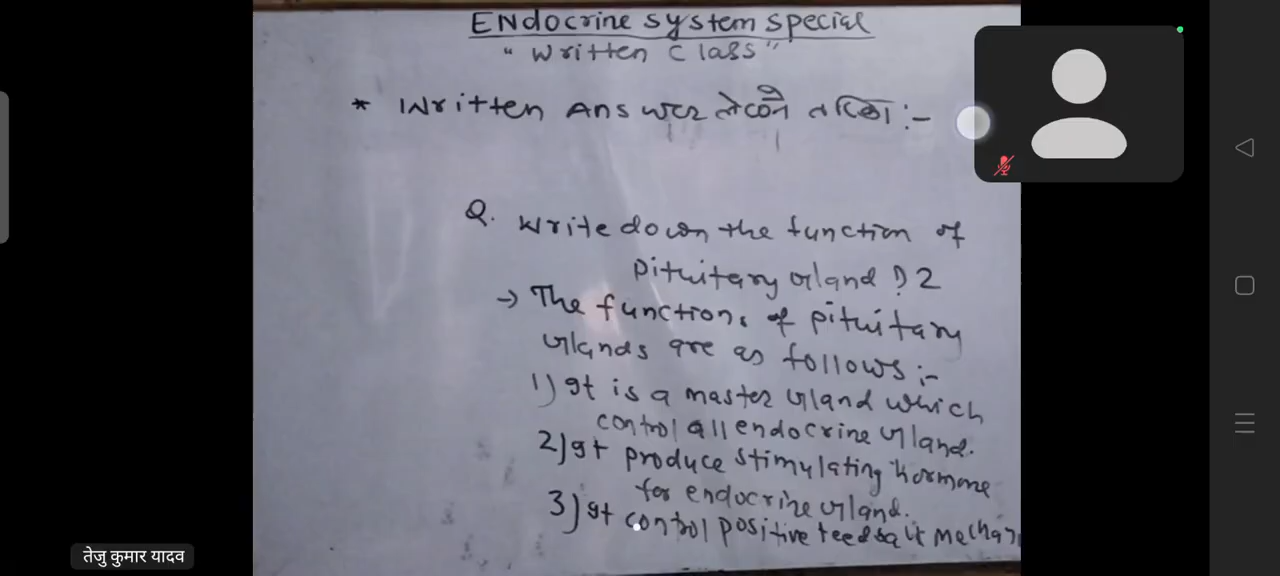 Endocrine system special
"Written Class"
* Written Answer लेख्ने तरिका :-
Q. Write down the function of
pituitary gland ? 2
→ The functions of pituitary
glands are as follows :-
1) It is a master gland which
control all endocrine gland.
2) It produce stimulating hormone
for endocrine gland.
3) It control positive feedback mechan
तेजु कुमार यादव